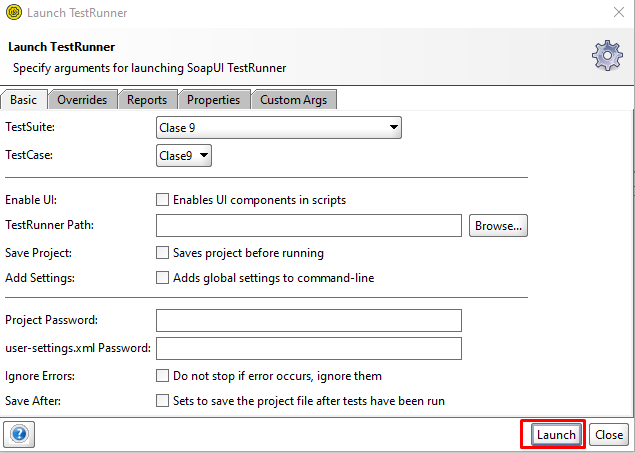 Launch TestRunner
Launch TestRunner
Specify arguments for launching SoapUI TestRunner
Basic Overrides Reports Properties Custom Args
TestSuite: Clase 9
TestCase: Clase9
Enable UI: Enables UI components in scripts
TestRunner Path: Browse...
Save Project: Saves project before running
Add Settings: Adds global settings to command-line
Project Password:
user-settings.xml Password:
Ignore Errors: Do not stop if error occurs, ignore them
Save After: Sets to save the project file after tests have been run
? Launch Close